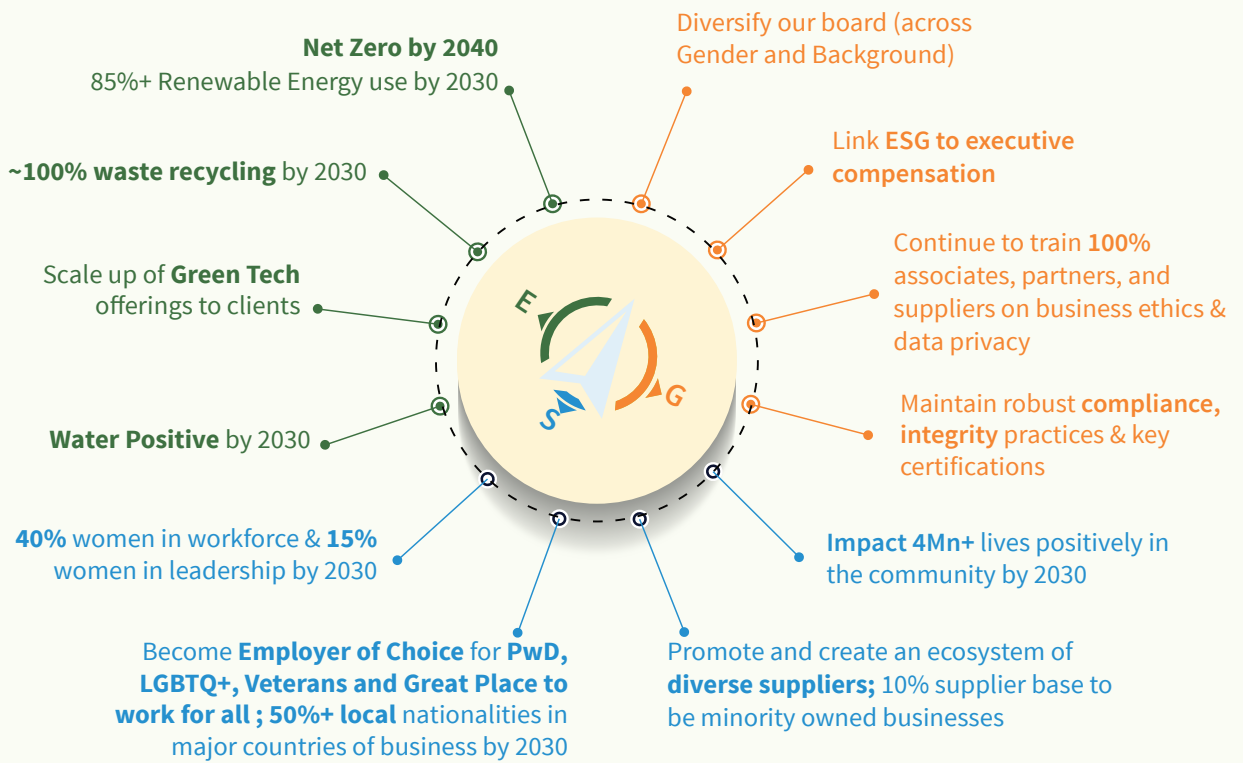 Net Zero by 2040
85%+ Renewable Energy use by 2030
~100% waste recycling by 2030
Scale up of Green Tech
offerings to clients
Water Positive by 2030
40% women in workforce & 15%
women in leadership by 2030
Become Employer of Choice for PwD,
LGBTQ+, Veterans and Great Place to
work for all ; 50%+ local nationalities in
major countries of business by 2030
E
S
G
Diversify our board (across
Gender and Background)
Link ESG to executive
compensation
Continue to train 100%
associates, partners, and
suppliers on business ethics &
data privacy
Maintain robust compliance,
integrity practices & key
certifications
Impact 4Mn+ lives positively in
the community by 2030
Promote and create an ecosystem of
diverse suppliers; 10% supplier base to
be minority owned businesses